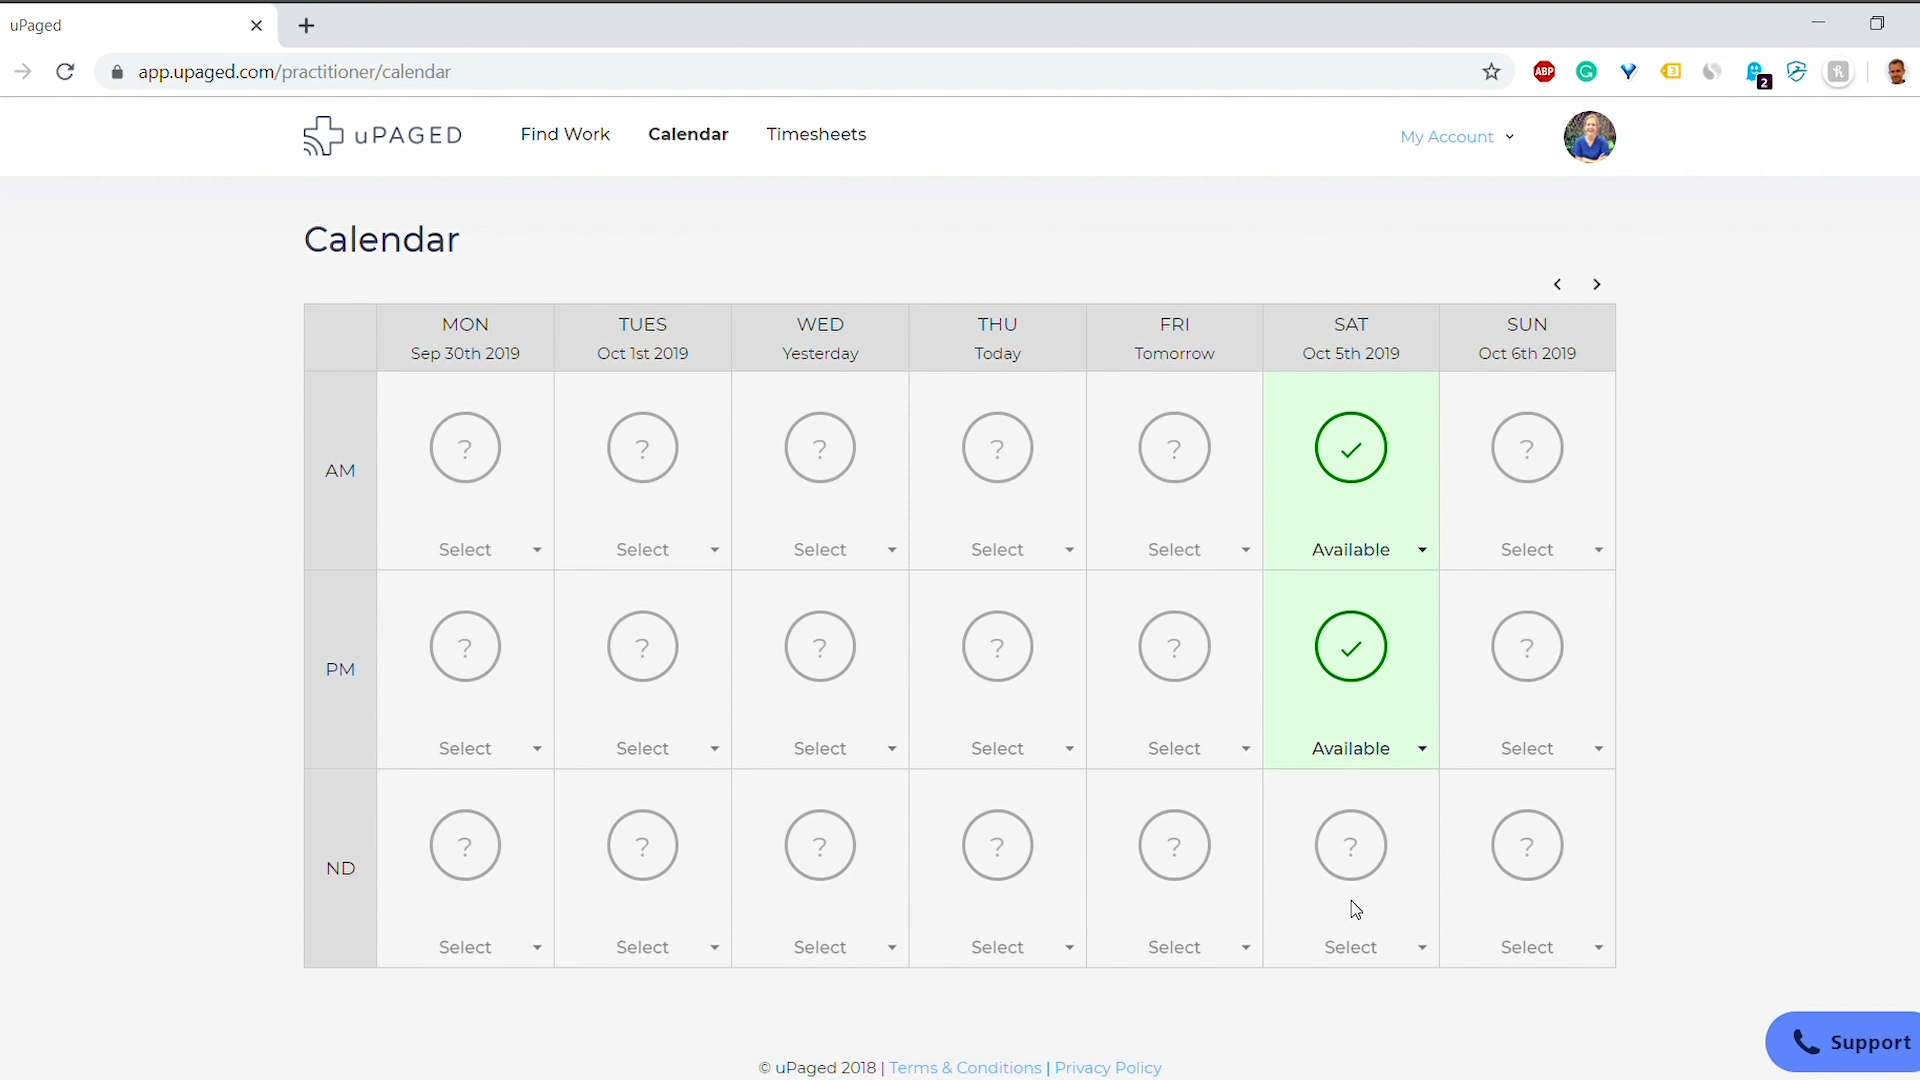 uPaged
app.upaged.com/practitioner/calendar
ABP
3
2
uPAGED
Find Work
Calendar
Timesheets
My Account
Calendar
MON TUES WED THU FRI SAT SUN
Sep 30th 2019 Oct 1st 2019 Yesterday Today Tomorrow Oct 5th 2019 Oct 6th 2019
? ? ? ? ? ?
AM
Select Select Select Select Select Available Select
? ? ? ? ? ?
PM
Select Select Select Select Select Available Select
? ? ? ? ? ? ?
ND
Select Select Select Select Select Select Select
Support
© uPaged 2018 | Terms & Conditions | Privacy Policy